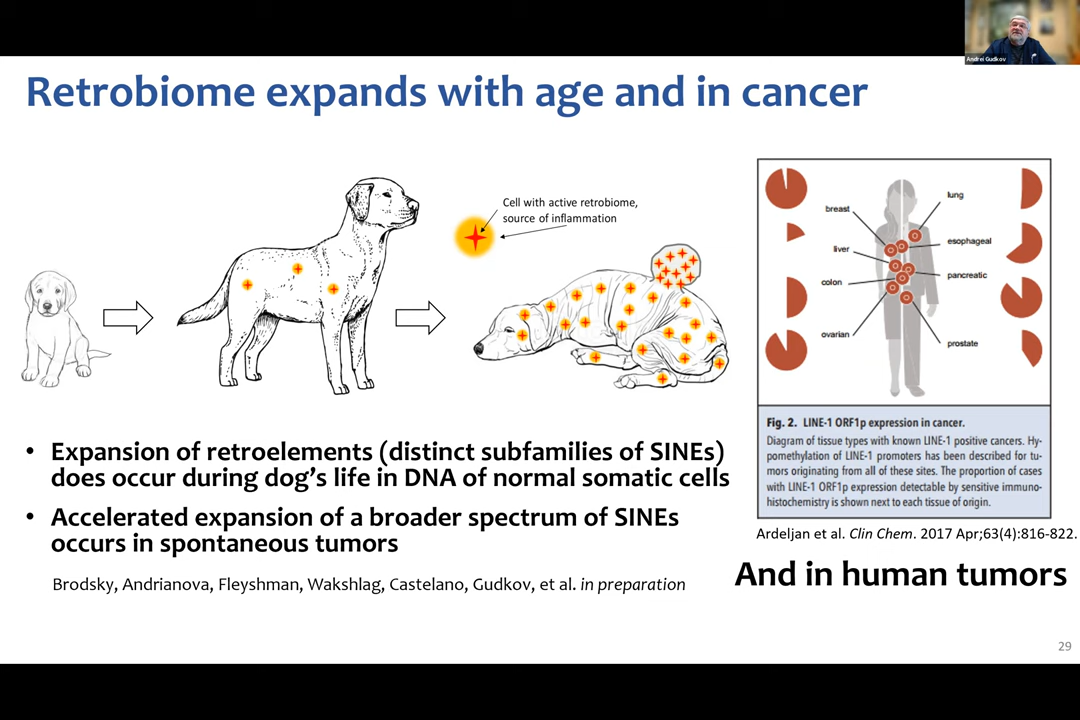 Andrei Gudkov
Retrobiome expands with age and in cancer
Cell with active retrobiome,
source of inflammation
breast
liver
colon
ovarian
lung
esophageal
pancreatic
prostate
Fig. 2. LINE-1 ORF1p expression in cancer.
Diagram of tissue types with known LINE-1 positive cancers. Hy-
pomethylation of LINE-1 promoters has been described for tu-
mors originating from all of these sites. The proportion of cases
with LINE-1 ORF1p expression detectable by sensitive immuno-
histochemistry is shown next to each tissue of origin.
Ardeljan et al. Clin Chem. 2017 Apr;63(4):816-822.
And in human tumors
• Expansion of retroelements (distinct subfamilies of SINEs)
does occur during dog's life in DNA of normal somatic cells
• Accelerated expansion of a broader spectrum of SINEs
occurs in spontaneous tumors
Brodsky, Andrianova, Fleyshman, Wakshlag, Castelano, Gudkov, et al. in preparation
29